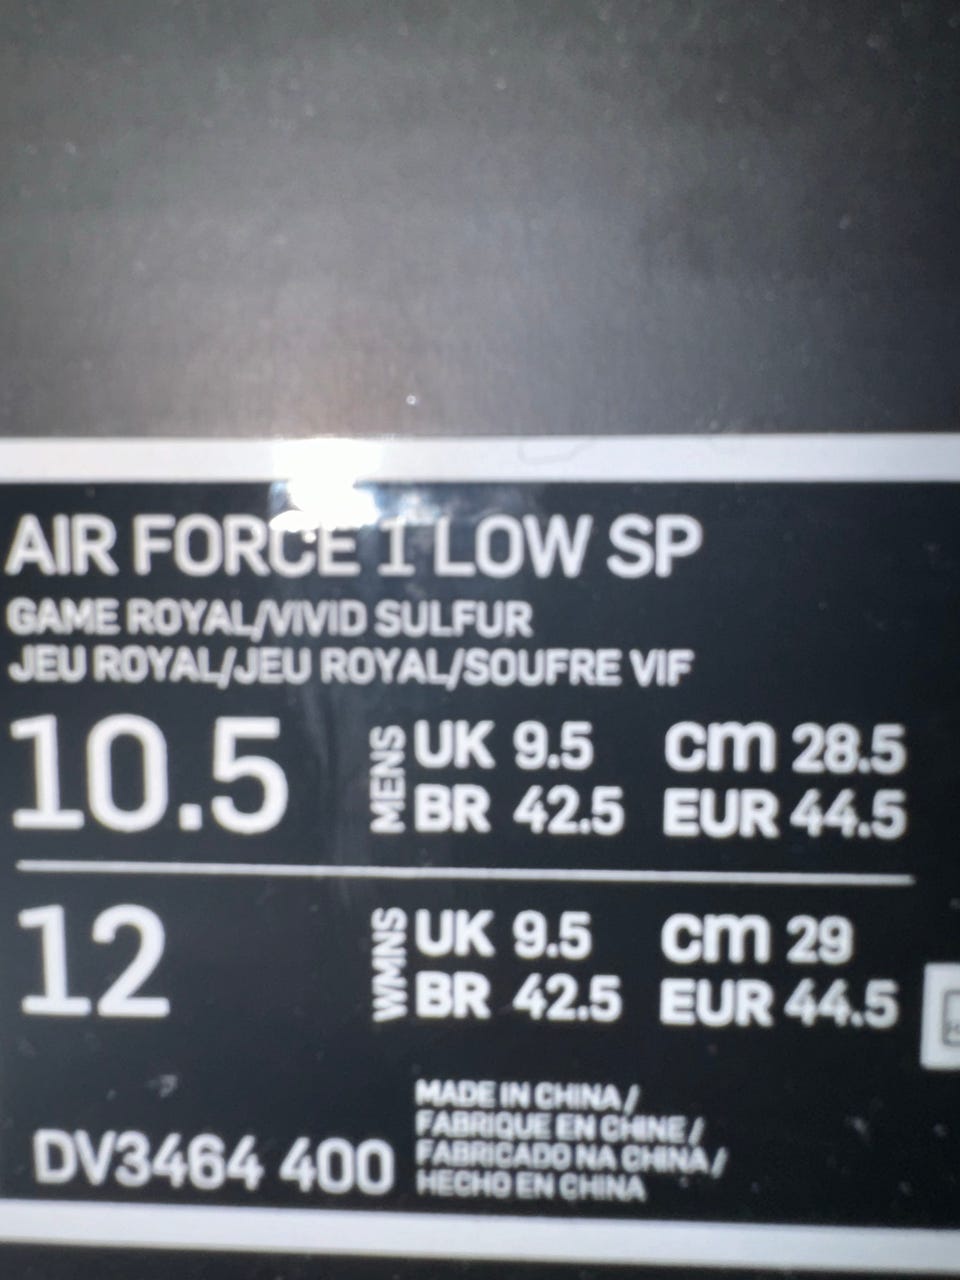 AIR FORCE 1 LOW SP
GAME ROYAL/VIVID SULFUR
JEU ROYAL/JEU ROYAL/SOUFRE VIF
10.5 MENS UK 9.5 CM 28.5
BR 42.5 EUR 44.5
12 WMNS UK 9.5 CM 29
BR 42.5 EUR 44.5
MADE IN CHINA /
FABRIQUE EN CHINE /
FABRICADO NA CHINA /
HECHO EN CHINA
DV3464 400